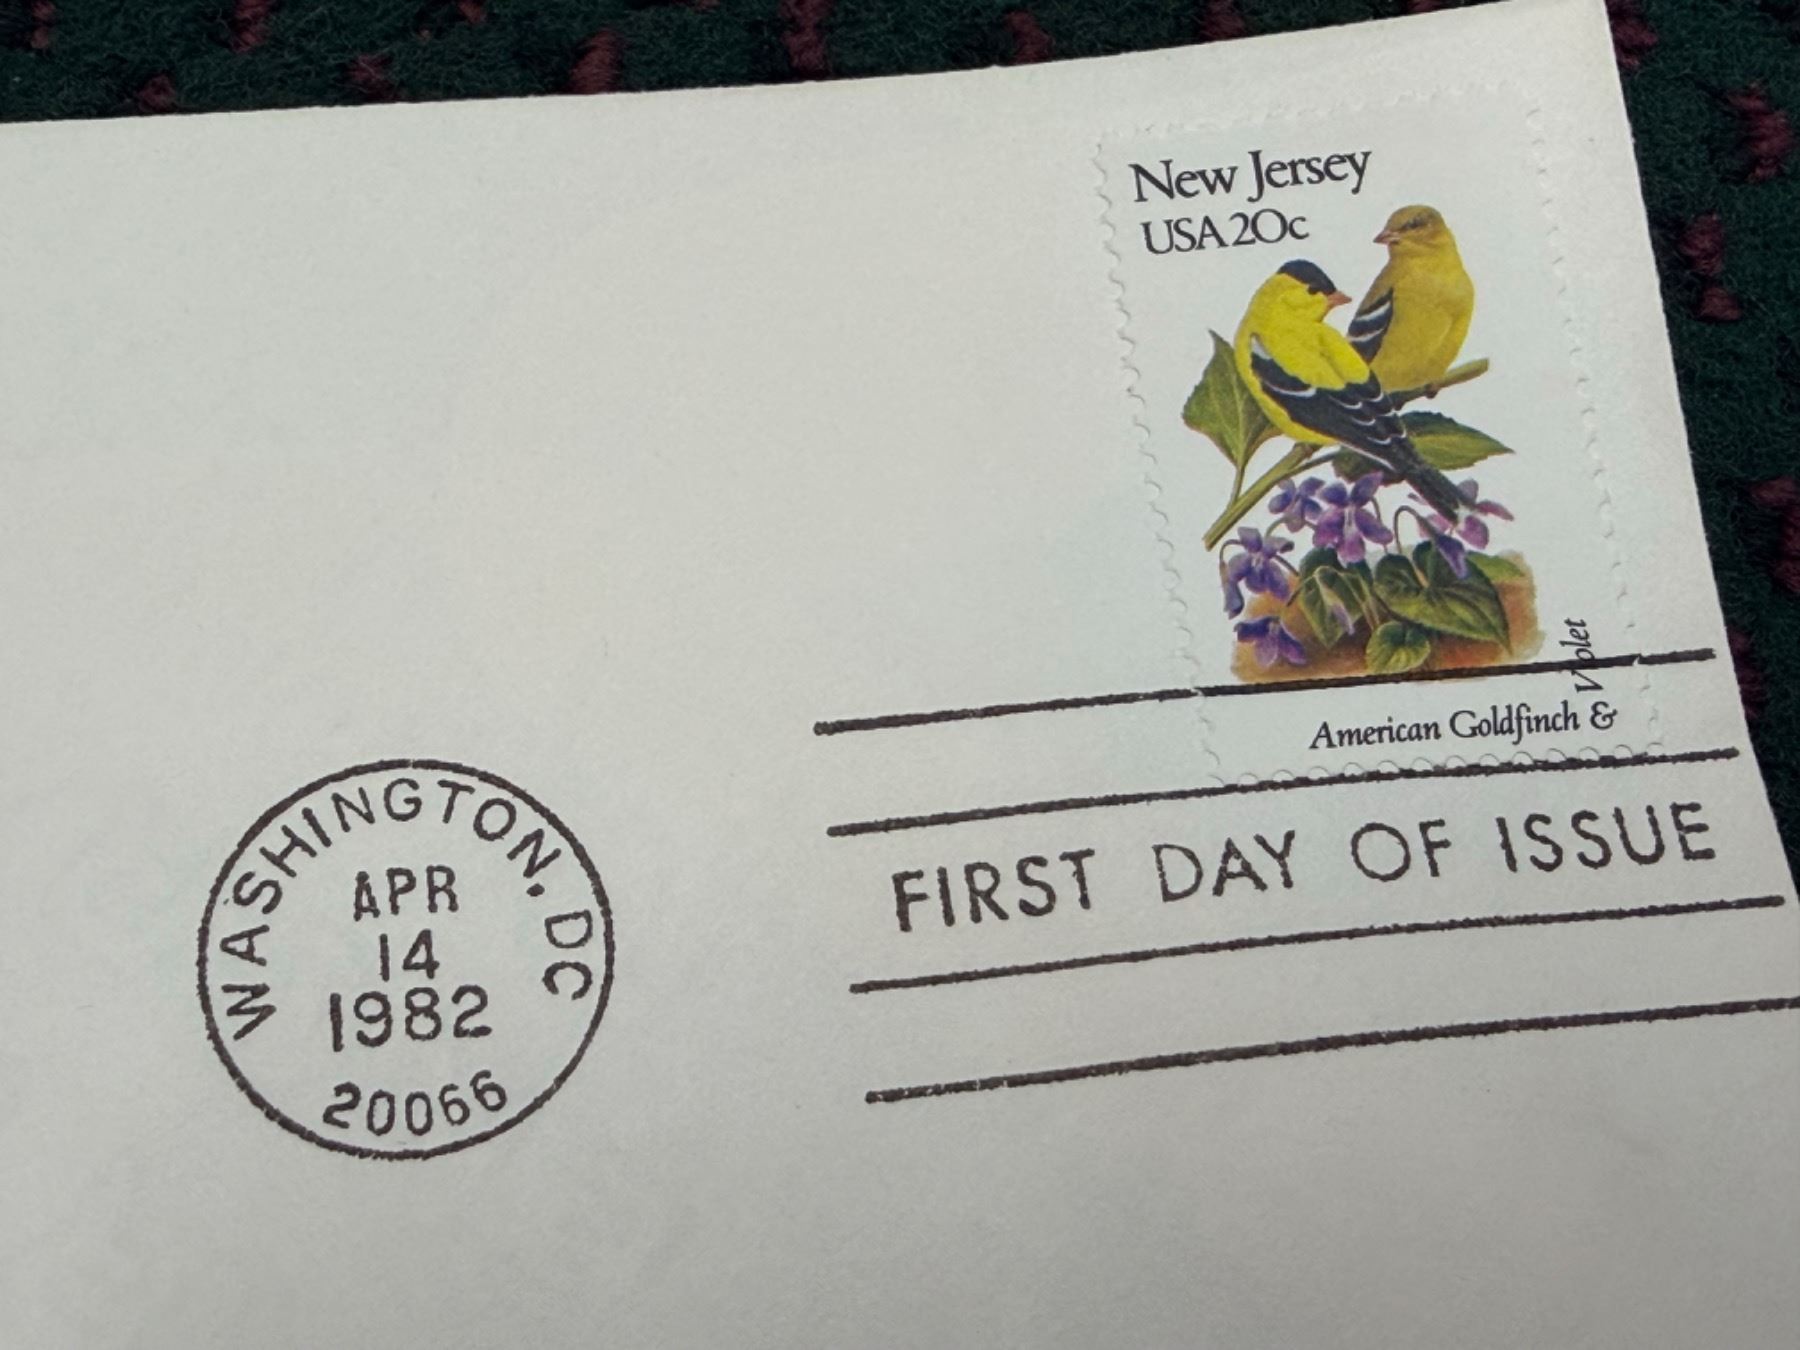 New Jersey
USA 20c
American Goldfinch &
Violet
FIRST DAY OF ISSUE
WASHINGTON, DC
APR
14
1982
20066